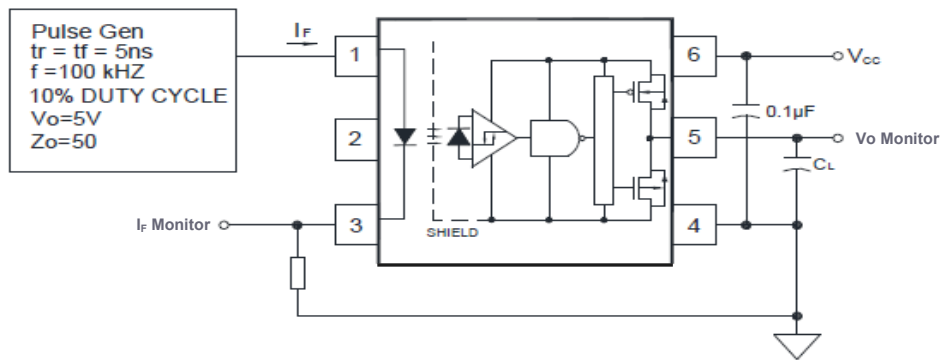 Pulse Gen
tr = tf = 5ns
f =100 kHZ
10% DUTY CYCLE
Vo=5V
Zo=50
IF
1
2
3
IF Monitor
SHIELD
6
5
4
VCC
0.1µF
Vo Monitor
CL